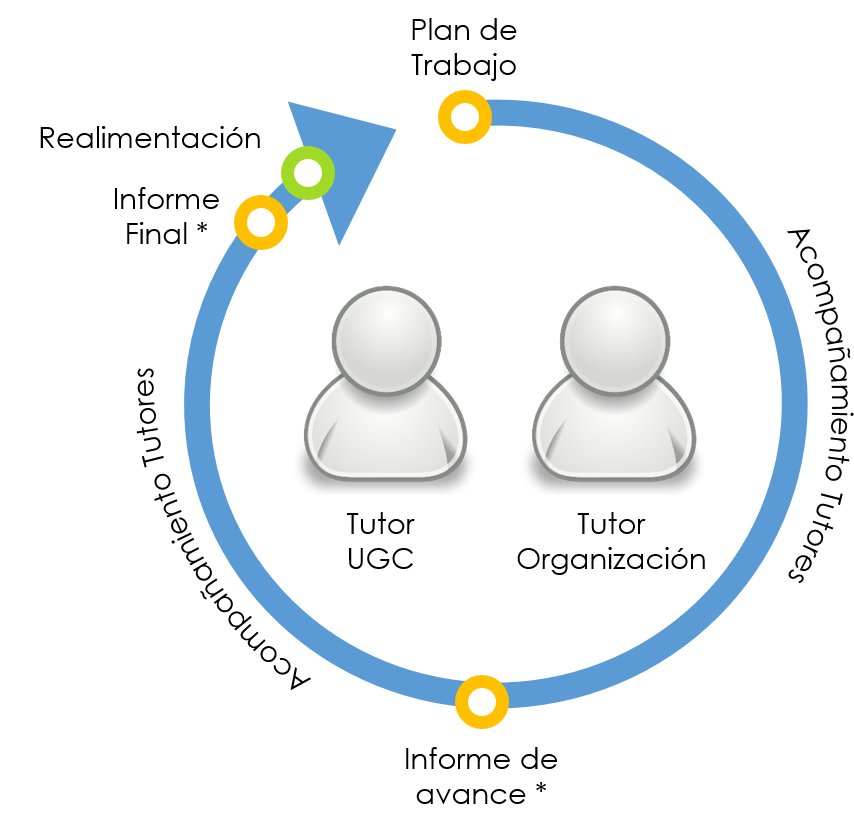 Plan de
Trabajo
Realimentación
Informe
Final *
Acompañamiento Tutores
Acompañamiento Tutores
Tutor
UGC
Tutor
Organización
Informe de
avance *